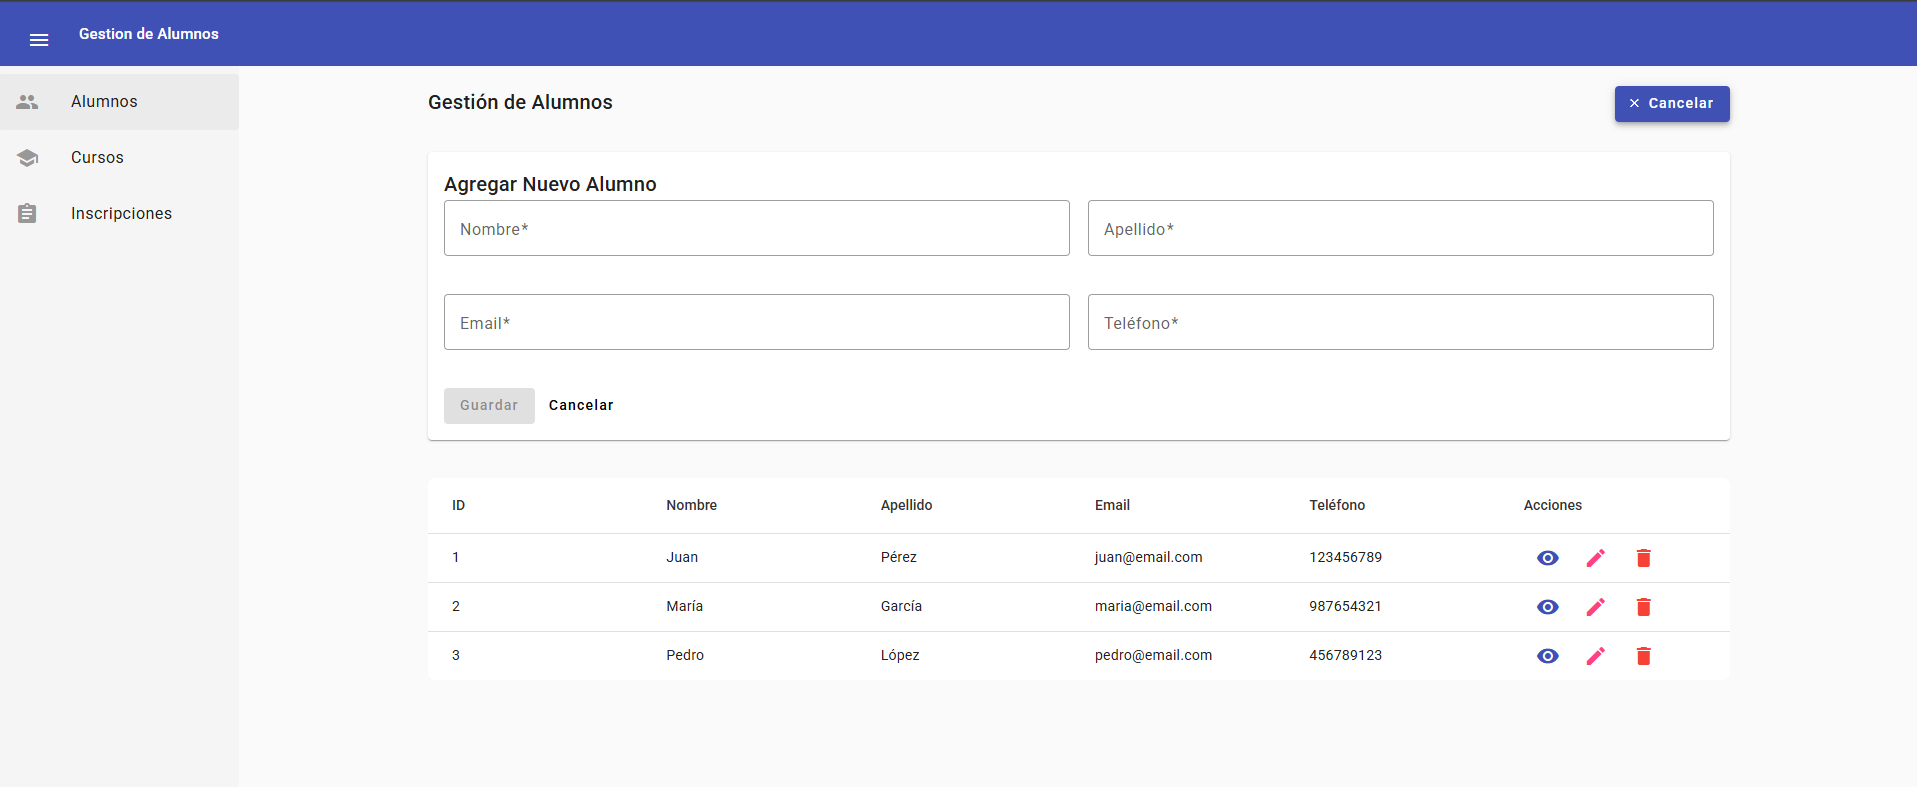 Gestion de Alumnos
Alumnos
Cursos
Inscripciones
Gestión de Alumnos
Cancelar
Agregar Nuevo Alumno
Nombre* Apellido*
Email* Teléfono*
Guardar Cancelar
ID Nombre Apellido Email Teléfono Acciones
1 Juan Pérez juan@email.com 123456789
2 María García maria@email.com 987654321
3 Pedro López pedro@email.com 456789123